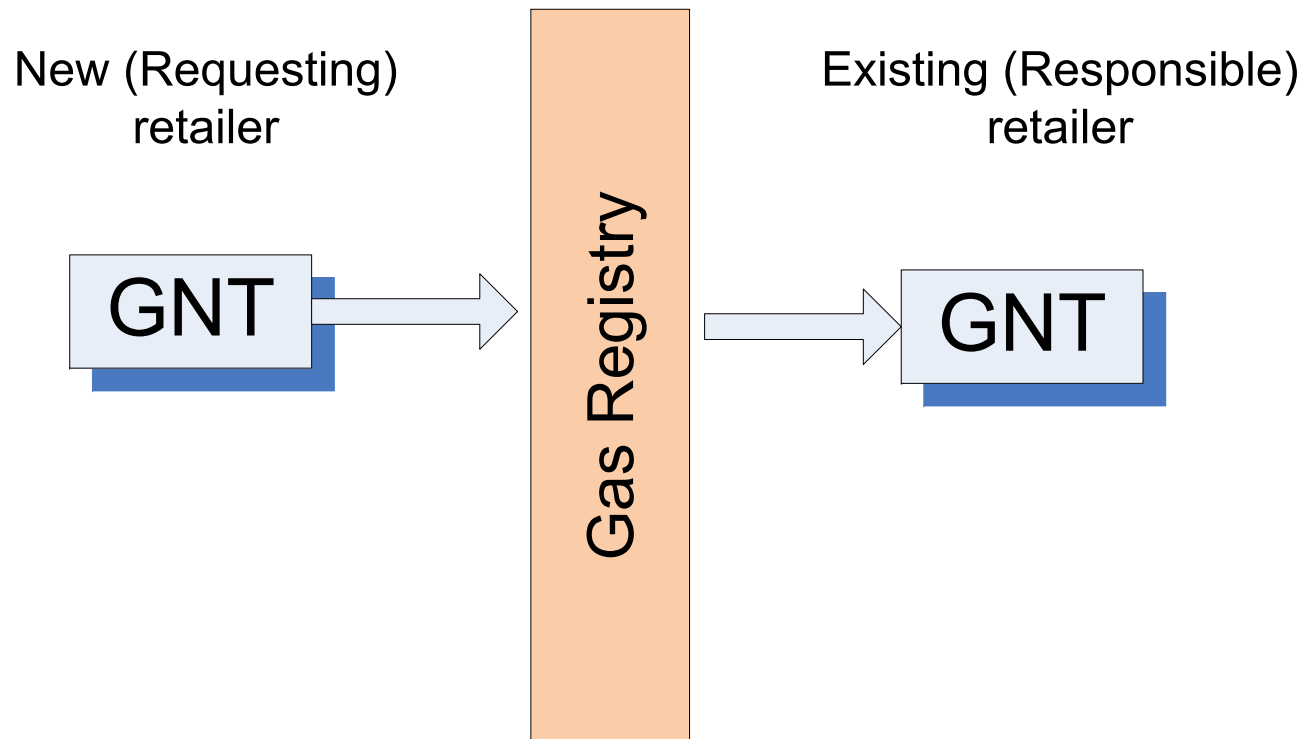 New (Requesting)
retailer
Existing (Responsible)
retailer
GNT
Gas Registry
GNT